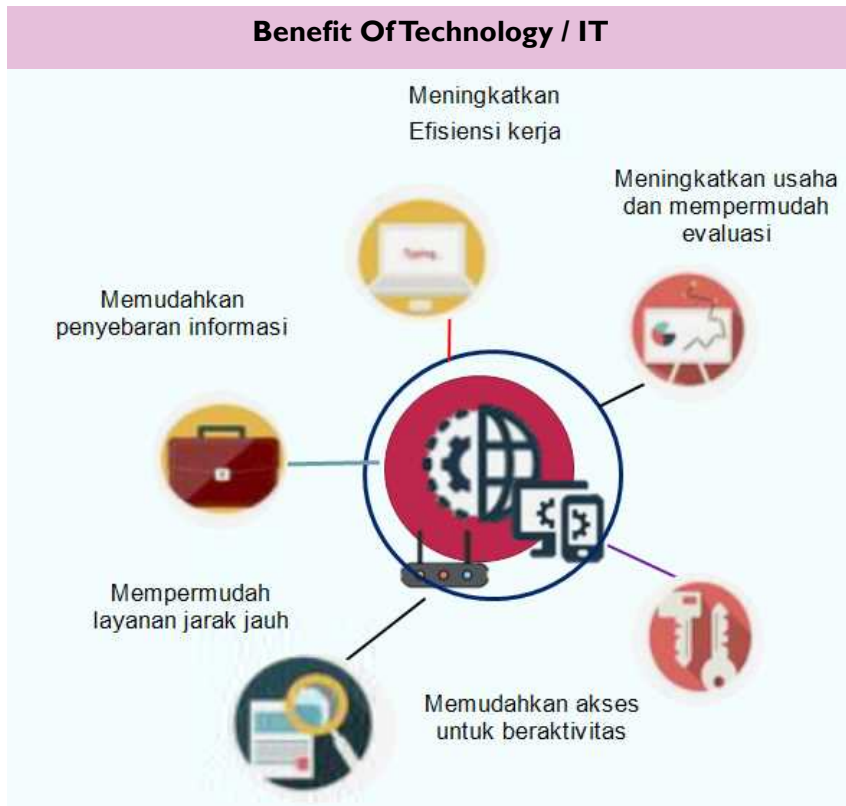 Benefit Of Technology / IT
Meningkatkan
Efisiensi kerja
Meningkatkan usaha
dan mempermudah
evaluasi
Typing...
Memudahkan
penyebaran informasi
Mempermudah
layanan jarak jauh
Memudahkan akses
untuk beraktivitas